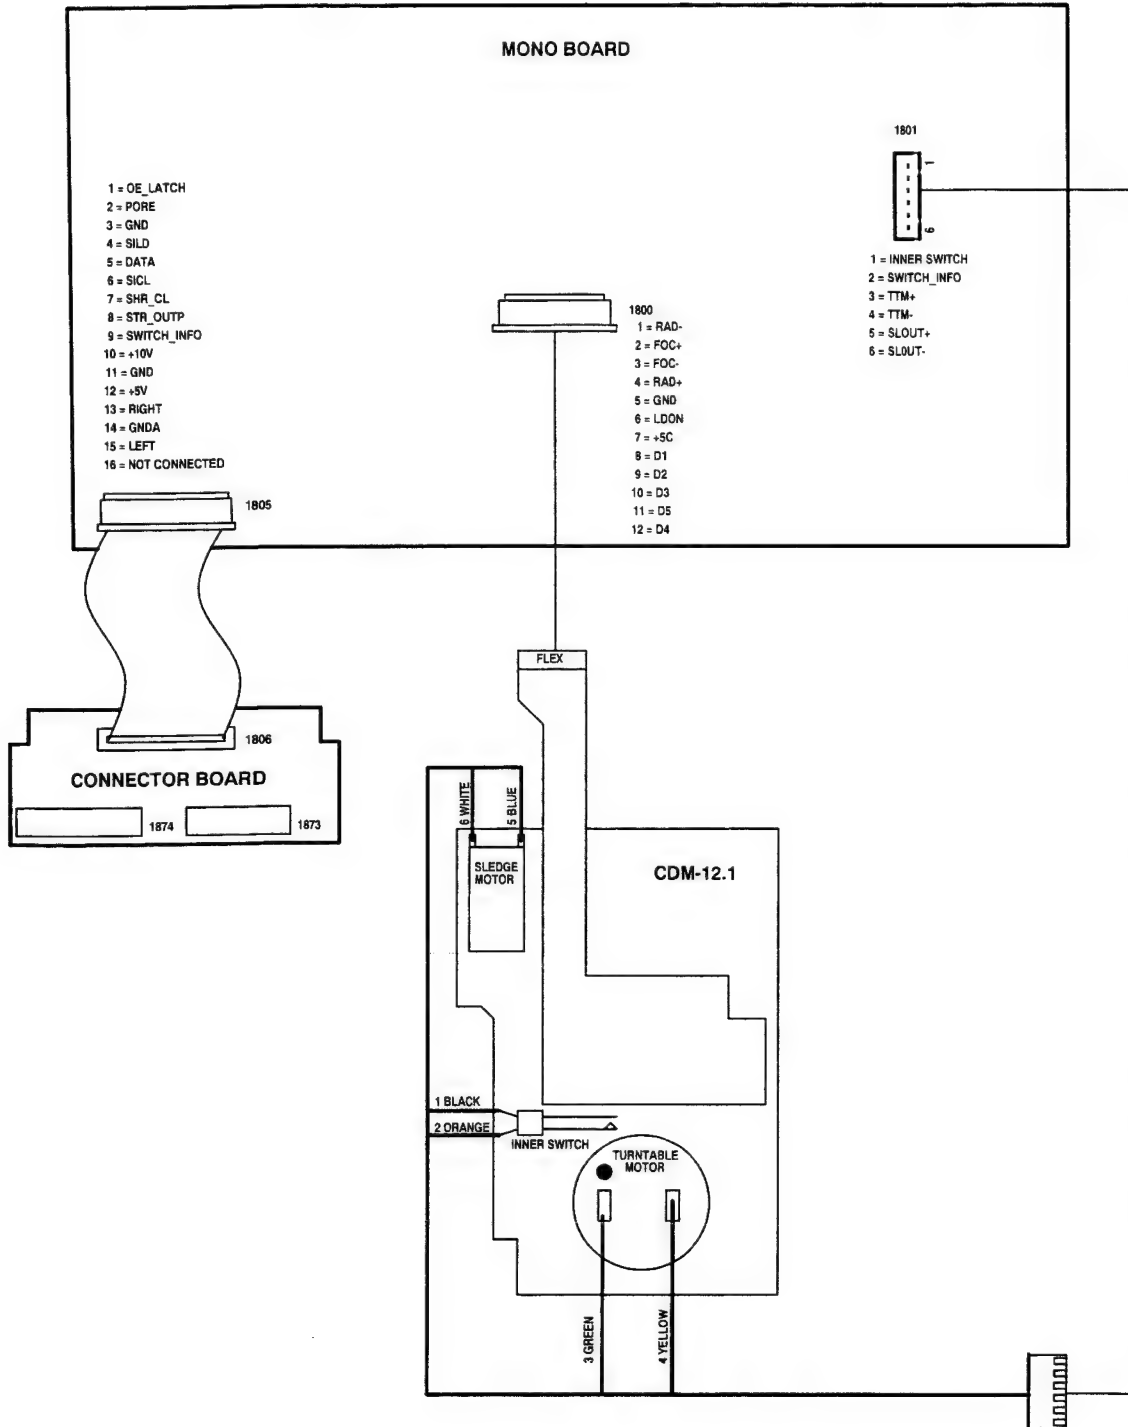 MONO BOARD
1801
1
6
1 = INNER SWITCH
2 = SWITCH_INFO
3 = TTM+
4 = TTM-
5 = SLOUT+
6 = SLOUT-
1 = OE_LATCH
2 = PORE
3 = GND
4 = SILD
5 = DATA
6 = SICL
7 = SHR_CL
8 = STR_OUTP
9 = SWITCH_INFO
10 = +10V
11 = GND
12 = +5V
13 = RIGHT
14 = GNDA
15 = LEFT
16 = NOT CONNECTED
1805
1800
1 = RAD-
2 = FOC+
3 = FOC-
4 = RAD+
5 = GND
6 = LDON
7 = +5C
8 = D1
9 = D2
10 = D3
11 = D5
12 = D4
FLEX
1806
CONNECTOR BOARD
1874
1873
6 WHITE
5 BLUE
SLEDGE
MOTOR
CDM-12.1
1 BLACK
2 ORANGE
INNER SWITCH
TURNTABLE
MOTOR
3 GREEN
4 YELLOW